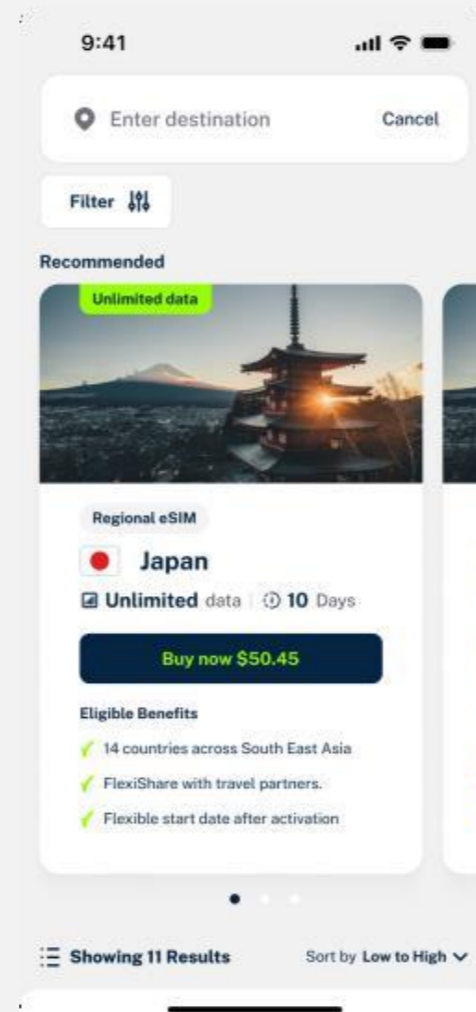 9:41
Enter destination Cancel
Filter
Recommended
Unlimited data
Regional eSIM
Japan
Unlimited data 10 Days
Buy now $50.45
Eligible Benefits
14 countries across South East Asia
FlexiShare with travel partners.
Flexible start date after activation
Showing 11 Results Sort by Low to High